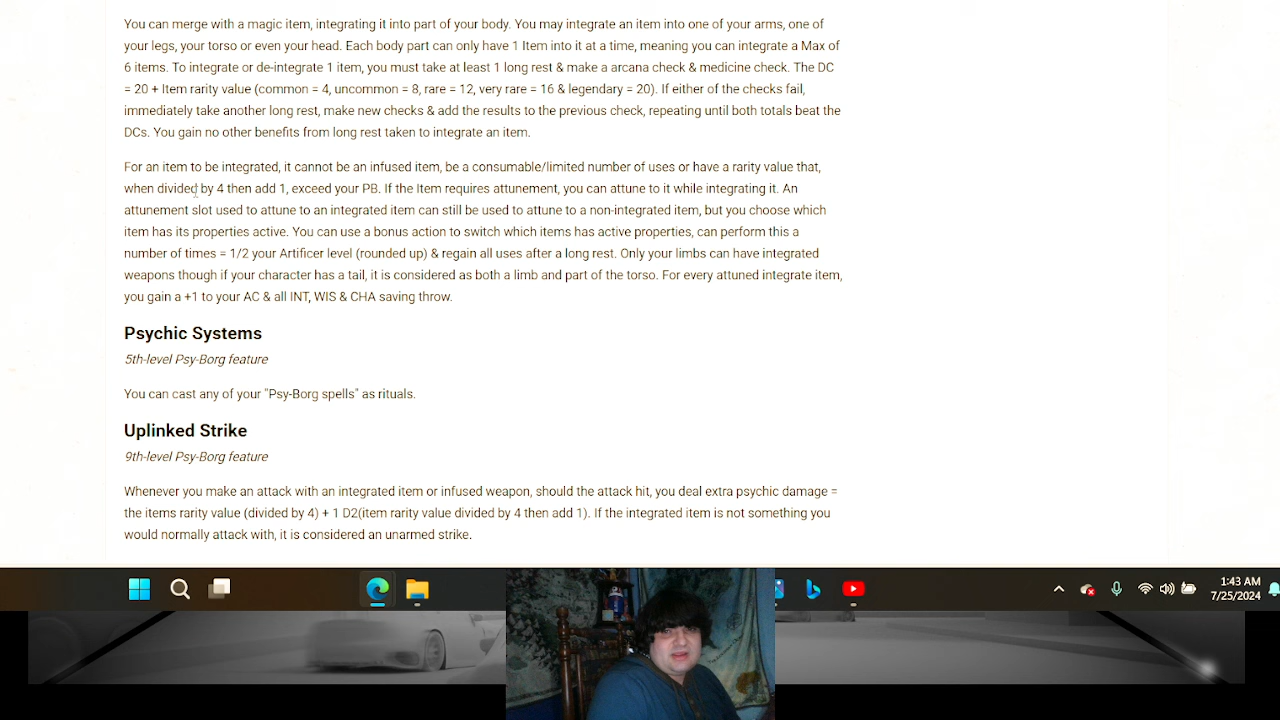 You can merge with a magic item, integrating it into part of your body. You may integrate an item into one of your arms, one of
your legs, your torso or even your head. Each body part can only have 1 Item into it at a time, meaning you can integrate a Max of
6 items. To integrate or de-integrate 1 item, you must take at least 1 long rest & make a arcana check & medicine check. The DC
= 20 + Item rarity value (common = 4, uncommon = 8, rare = 12, very rare = 16 & legendary = 20). If either of the checks fail,
immediately take another long rest, make new checks & add the results to the previous check, repeating until both totals beat the
DCs. You gain no other benefits from long rest taken to integrate an item.
For an item to be integrated, it cannot be an infused item, be a consumable/limited number of uses or have a rarity value that,
when divided by 4 then add 1, exceed your PB. If the Item requires attunement, you can attune to it while integrating it. An
attunement slot used to attune to an integrated item can still be used to attune to a non-integrated item, but you choose which
item has its properties active. You can use a bonus action to switch which items has active properties, can perform this a
number of times = 1/2 your Artificer level (rounded up) & regain all uses after a long rest. Only your limbs can have integrated
weapons though if your character has a tail, it is considered as both a limb and part of the torso. For every attuned integrate item,
you gain a +1 to your AC & all INT, WIS & CHA saving throw.
Psychic Systems
5th-level Psy-Borg feature
You can cast any of your "Psy-Borg spells" as rituals.
Uplinked Strike
9th-level Psy-Borg feature
Whenever you make an attack with an integrated item or infused weapon, should the attack hit, you deal extra psychic damage =
the items rarity value (divided by 4) + 1 D2(item rarity value divided by 4 then add 1). If the integrated item is not something you
would normally attack with, it is considered an unarmed strike.
1:43 AM
7/25/2024